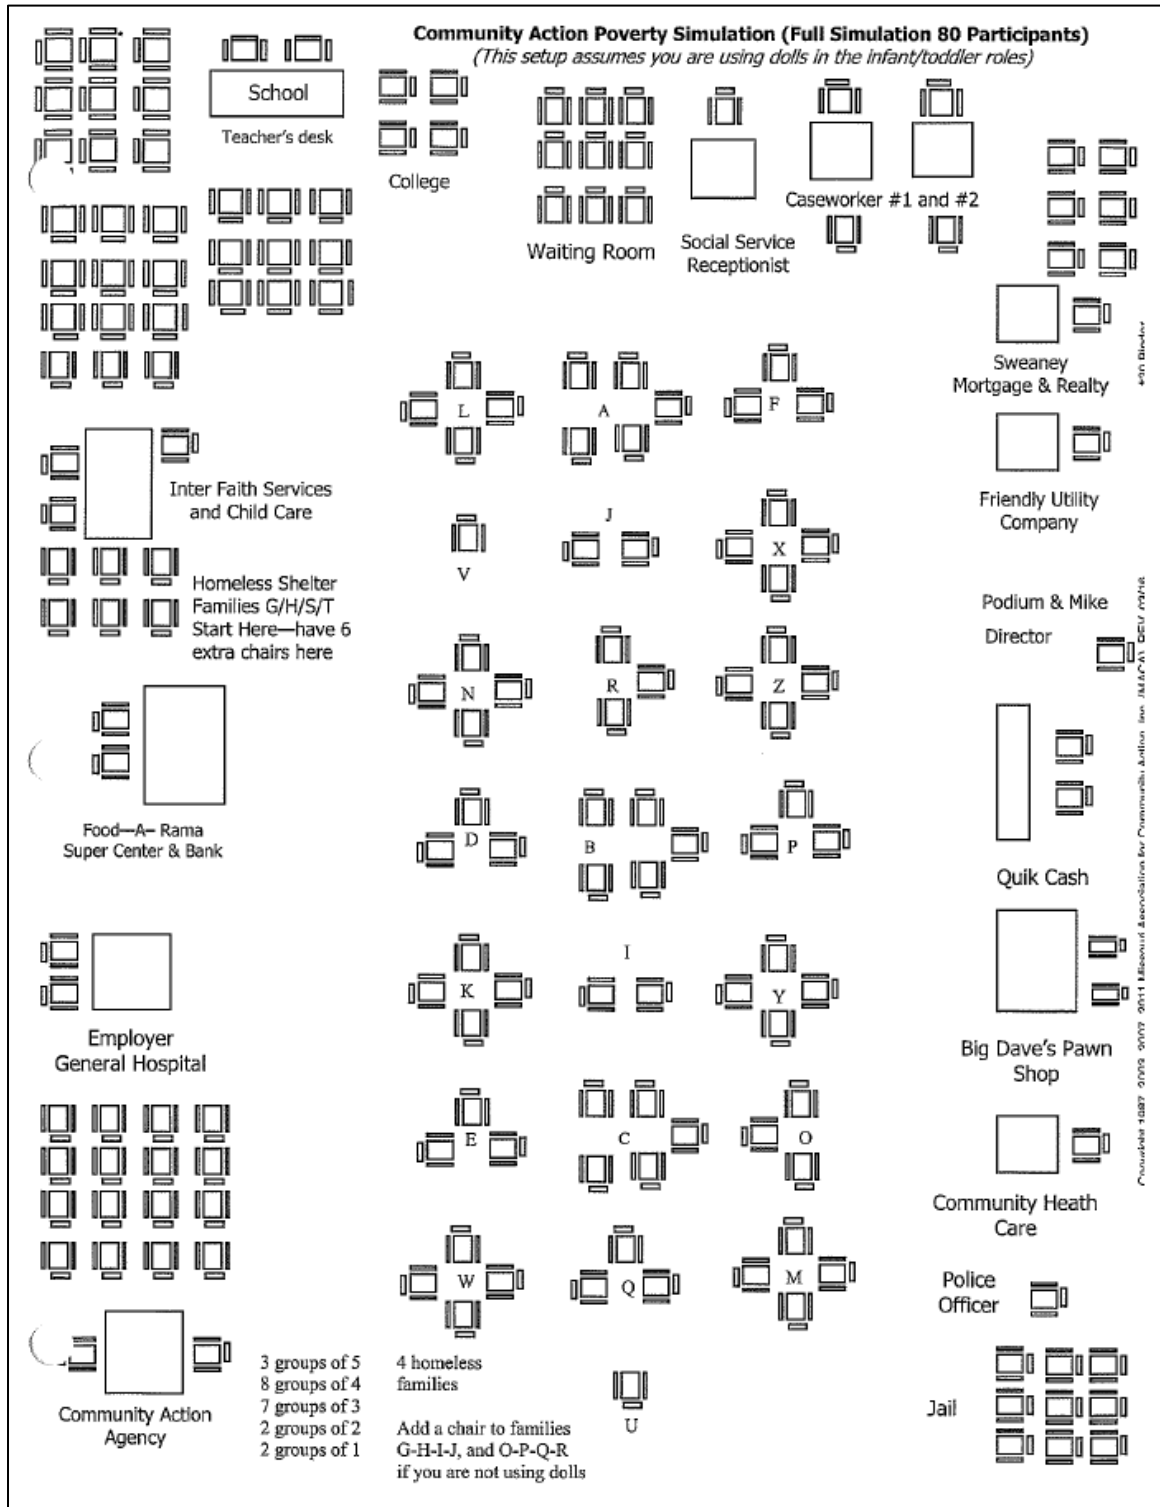 Community Action Poverty Simulation (Full Simulation 80 Participants)
(This setup assumes you are using dolls in the infant/toddler roles)
School
Teacher's desk
College
Waiting Room
Social Service
Receptionist
Caseworker #1 and #2
Sweaney
Mortgage & Realty
L
A
F
Inter Faith Services
and Child Care
Friendly Utility
Company
V
J
X
Homeless Shelter
Families G/H/S/T
Start Here—have 6
extra chairs here
Podium & Mike
Director
N
R
Z
Food—A– Rama
Super Center & Bank
D
B
P
Quik Cash
K
I
Y
Employer
General Hospital
Big Dave's Pawn
Shop
E
C
O
Community Heath
Care
W
Q
M
Police
Officer
Community Action
Agency
3 groups of 5
8 groups of 4
7 groups of 3
2 groups of 2
2 groups of 1
4 homeless
families
Add a chair to families
G-H-I-J, and O-P-Q-R
if you are not using dolls
U
Jail